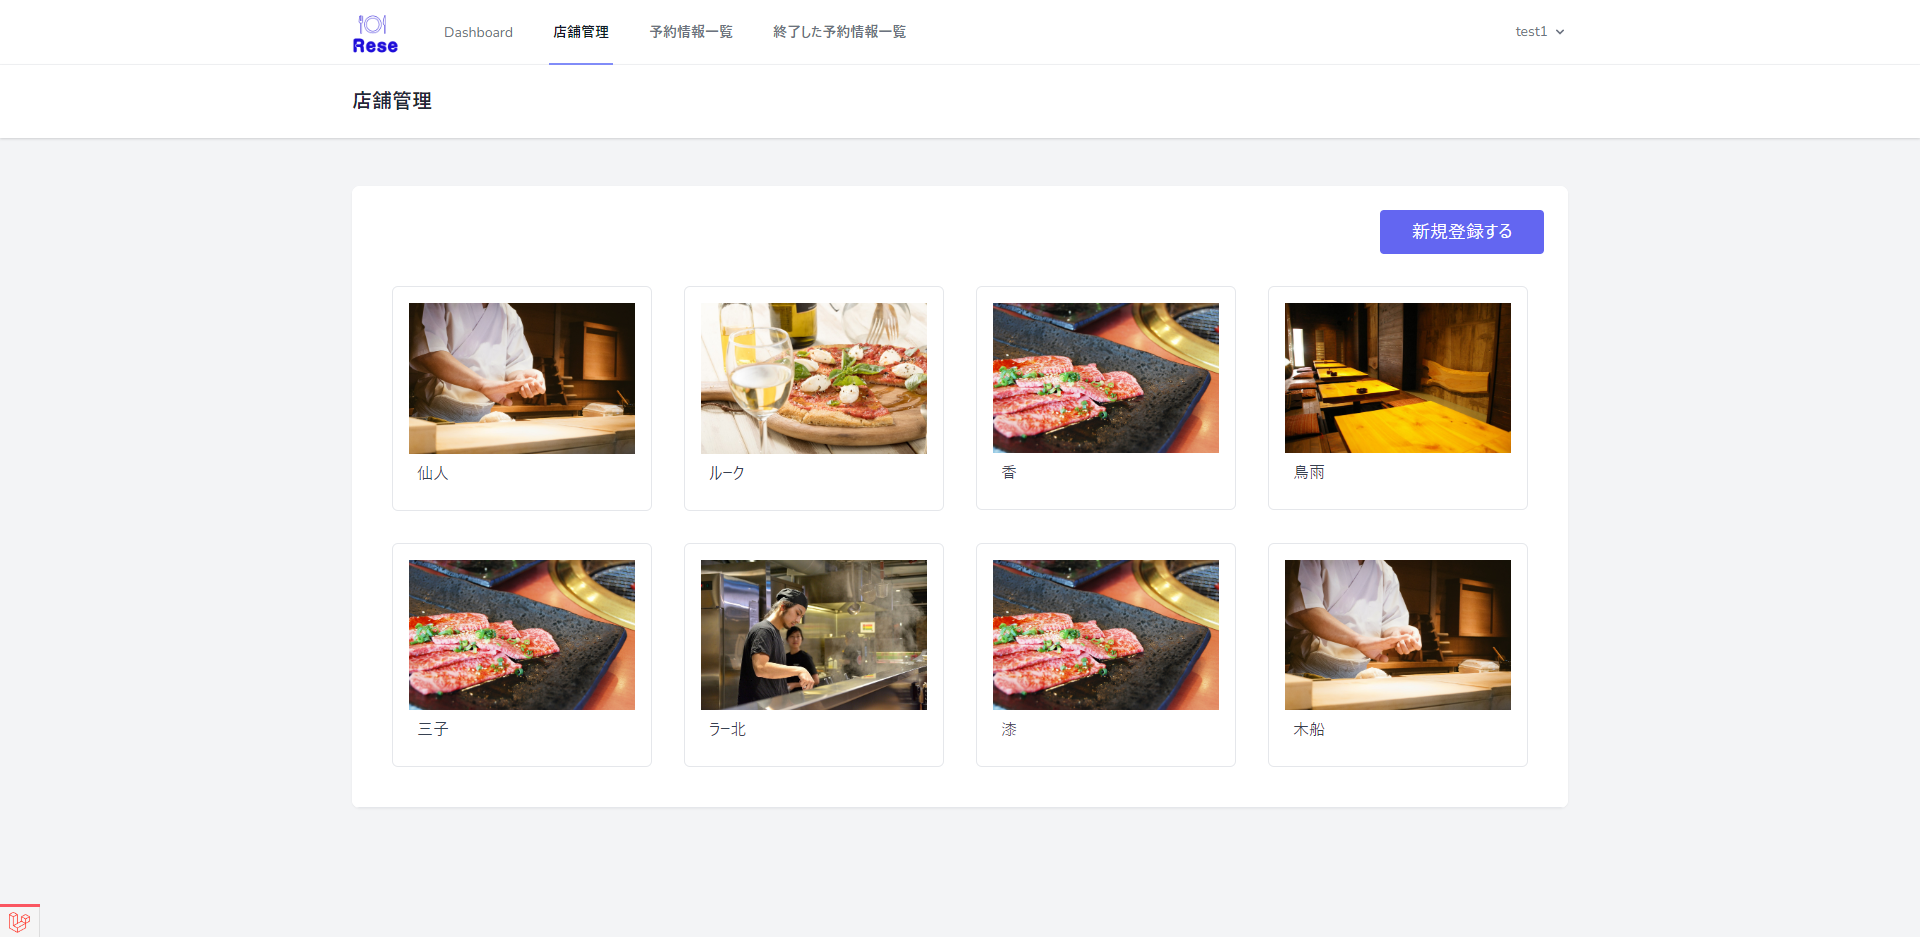 Rese
Dashboard
店舗管理
予約情報一覧
終了した予約情報一覧
test1
店舗管理
新規登録する
仙人
ルーク
香
鳥雨
三子
ラー北
漆
木船